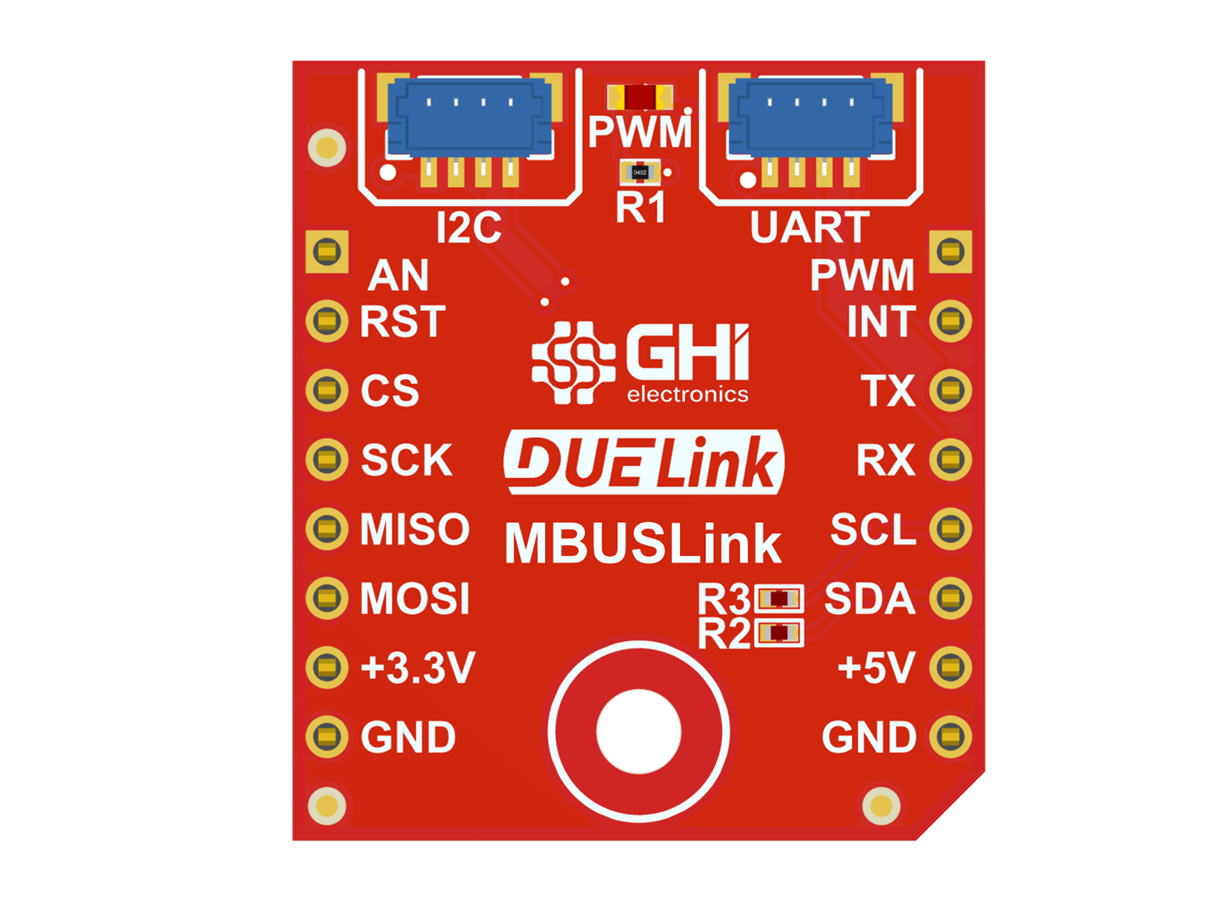 PWM
0402
R1
I2C
UART
AN
PWM
RST
INT
GHI
electronics
CS
TX
DUELink
SCK
RX
MBUSLink
MISO
SCL
MOSI
R3
SDA
R2
+3.3V
+5V
GND
GND